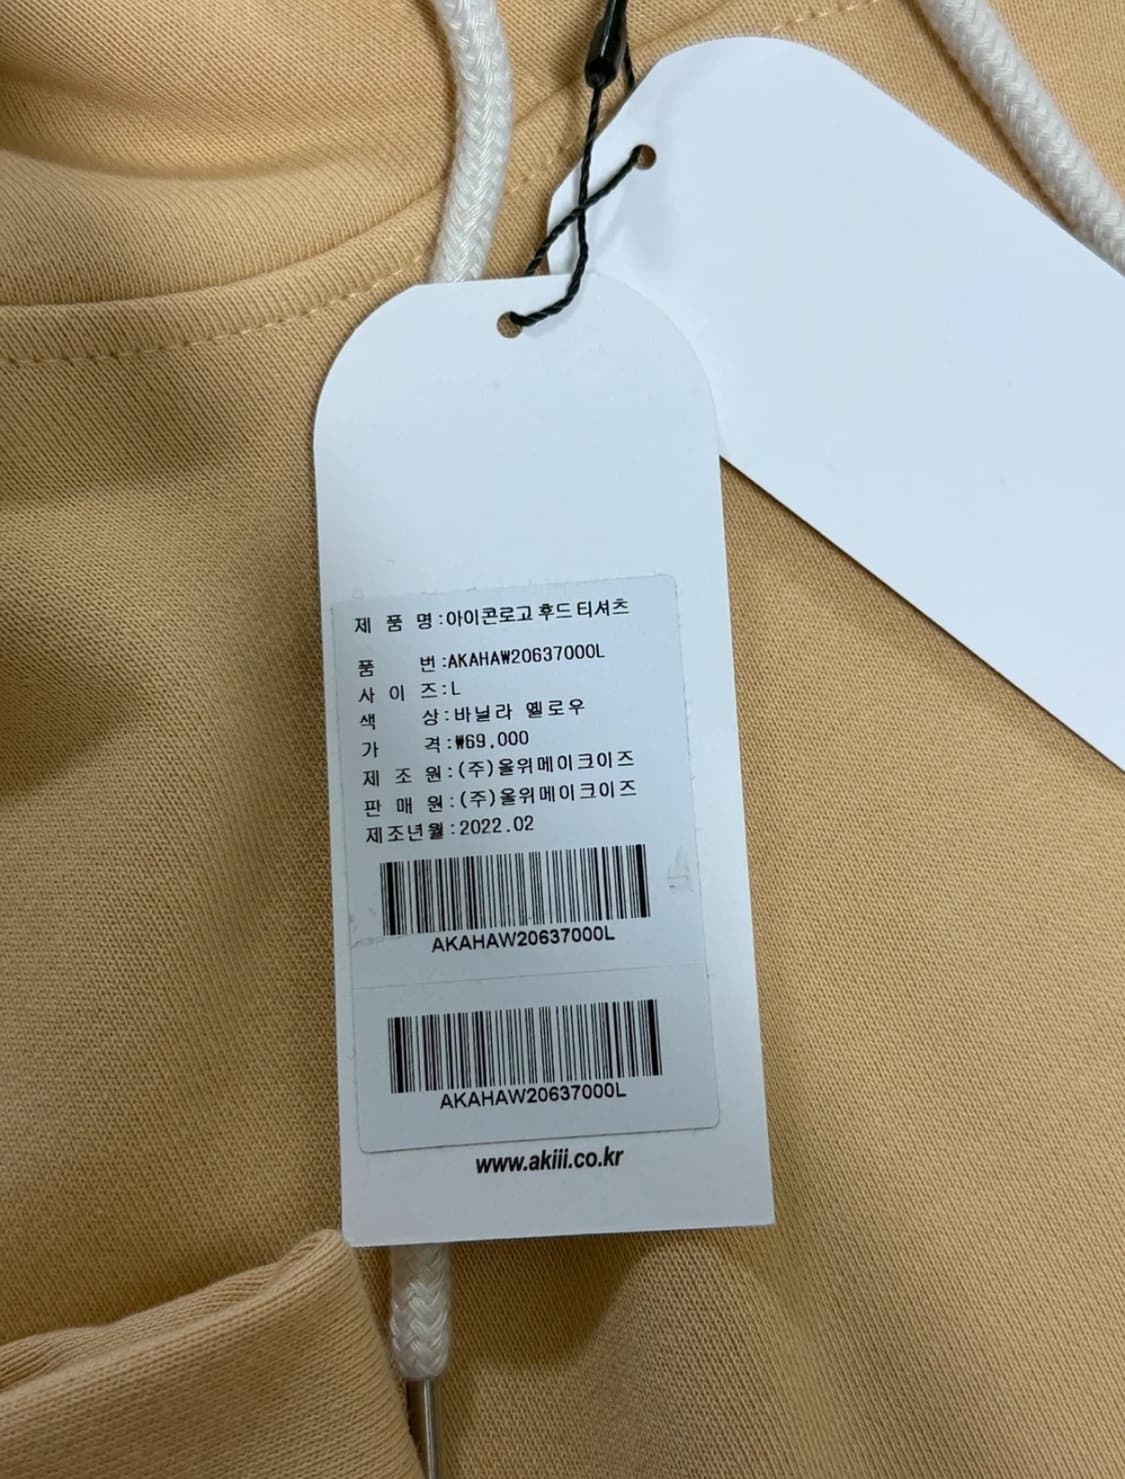 제 품 명:아이콘로고 후드 티셔츠
품 번:AKAHAW20637000L
사 이 즈:L
색 상:바닐라 옐로우
가 격:₩69,000
제 조 원:(주)올위메이크이즈
판 매 원:(주)올위메이크이즈
제조년월:2022.02
AKAHAW20637000L
AKAHAW20637000L
www.akiii.co.kr